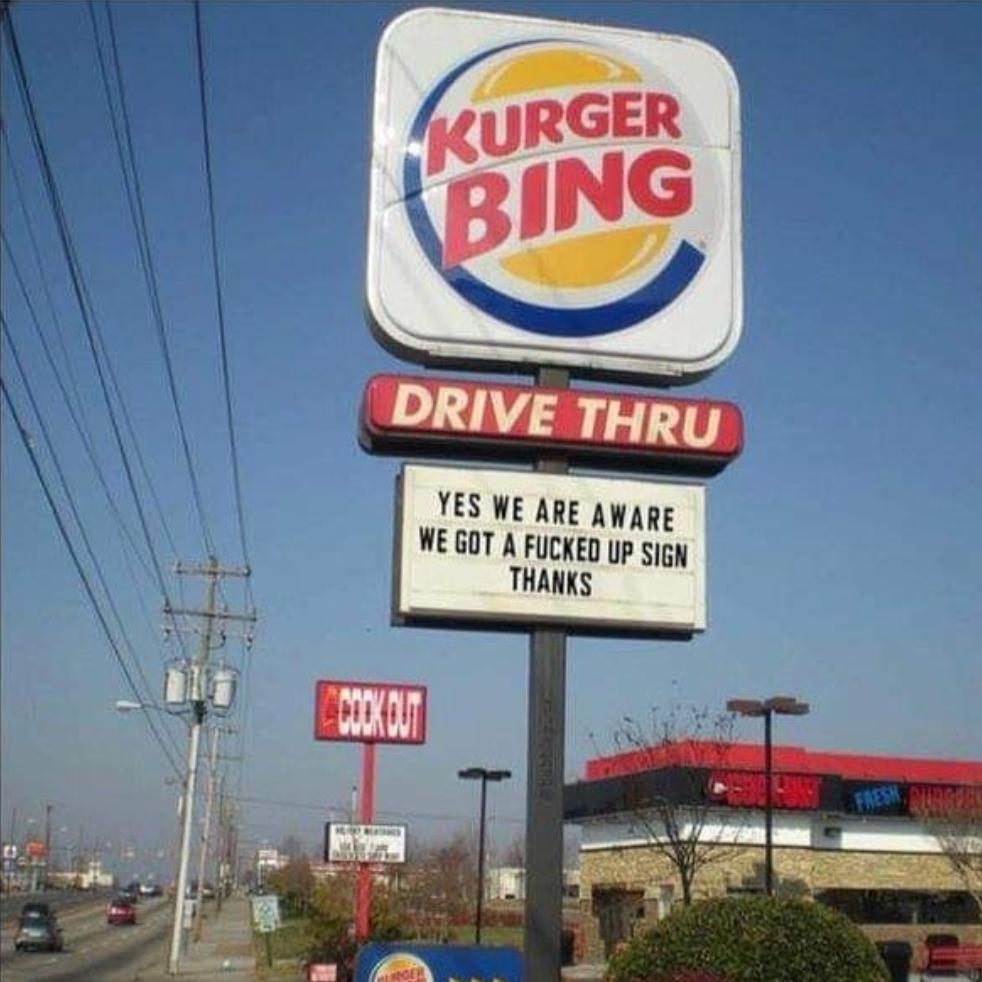 KURGER
BING
DRIVE THRU
YES WE ARE AWARE
WE GOT A FUCKED UP SIGN
THANKS
COOK OUT
FRESH